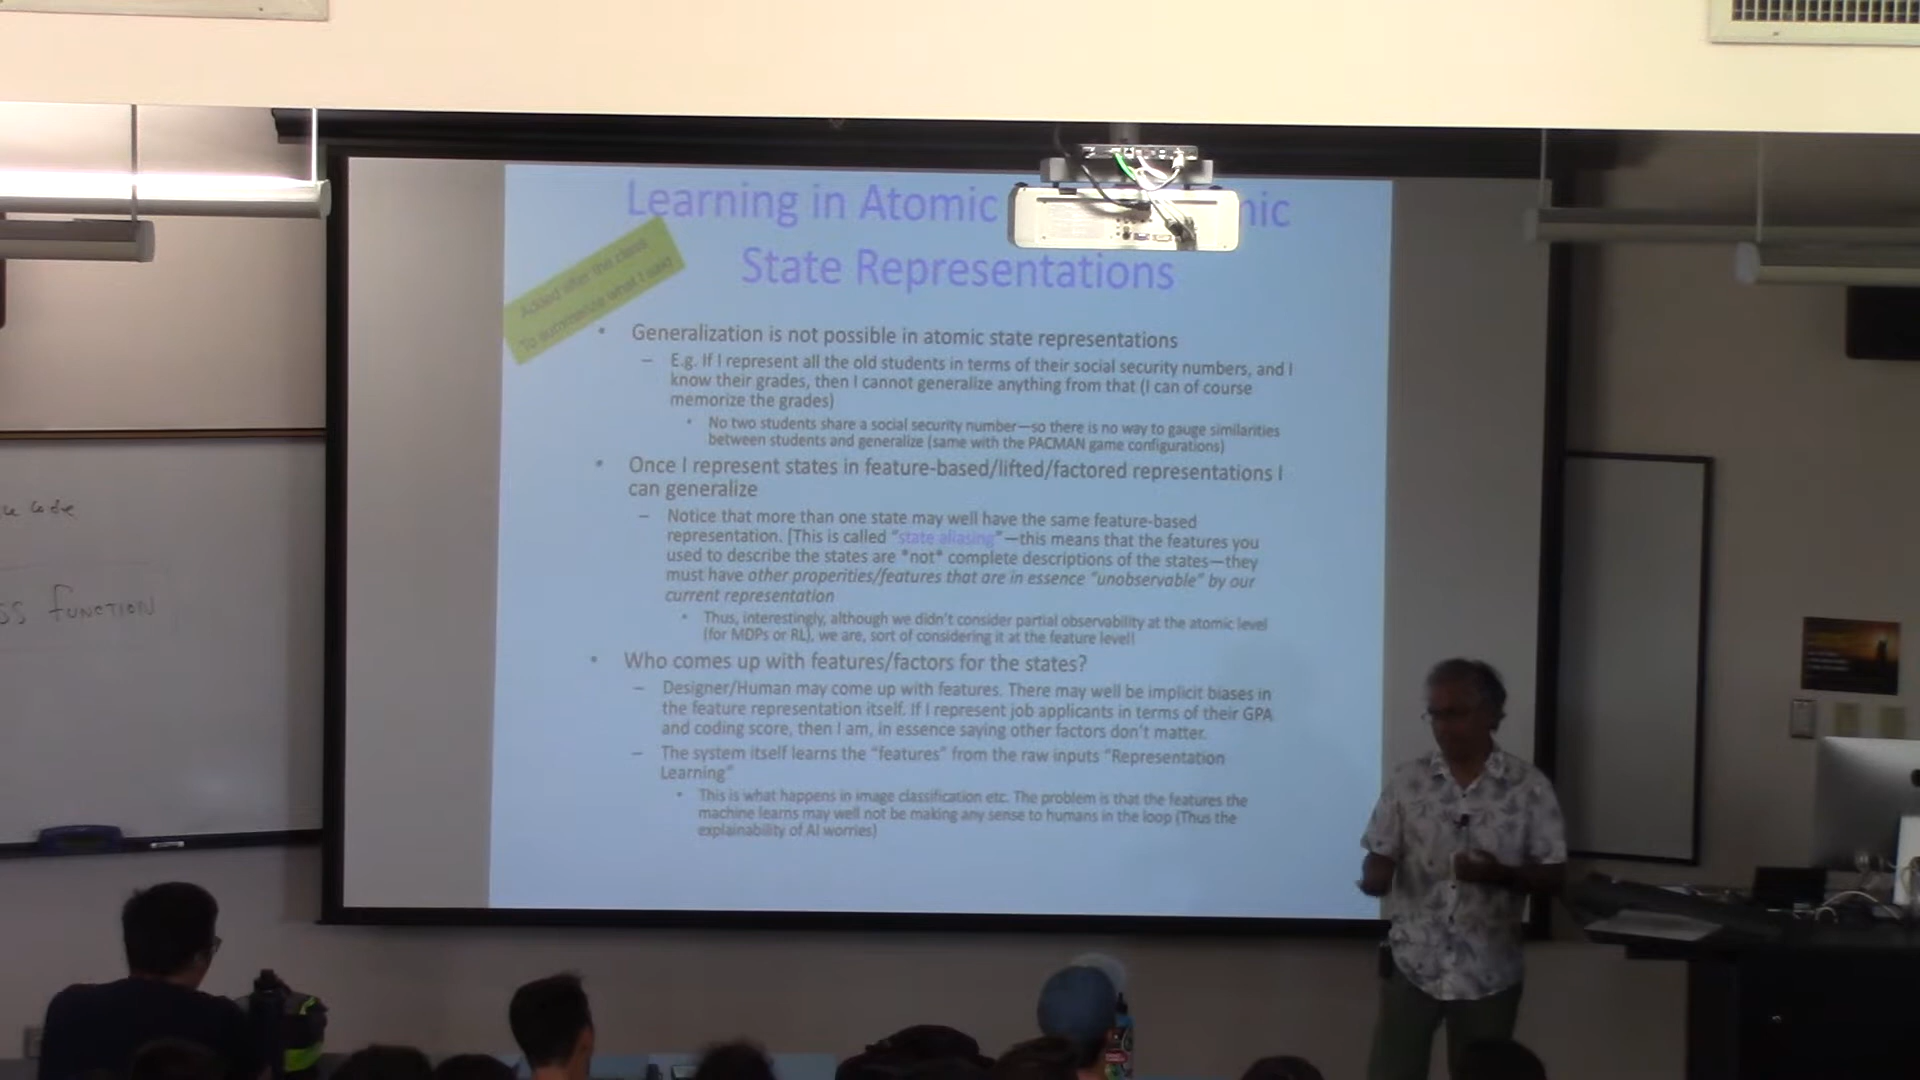 Learning in Atomic
State Representations
Added after the class
To summarize what I said
• Generalization is not possible in atomic state representations
– E.g. If I represent all the old students in terms of their social security numbers, and I
know their grades, then I cannot generalize anything from that (I can of course
memorize the grades)
• No two students share a social security number—so there is no way to gauge similarities
between students and generalize (same with the PACMAN game configurations)
• Once I represent states in feature-based/lifted/factored representations I
can generalize
– Notice that more than one state may well have the same feature-based
representation. [This is called "state aliasing"—this means that the features you
used to describe the states are *not* complete descriptions of the states—they
must have other properities/features that are in essence "unobservable" by our
current representation
• Thus, interestingly, although we didn't consider partial observability at the atomic level
(for MDPs or RL), we are, sort of considering it at the feature level!
• Who comes up with features/factors for the states?
– Designer/Human may come up with features. There may well be implicit biases in
the feature representation itself. If I represent job applicants in terms of their GPA
and coding score, then I am, in essence saying other factors don't matter.
– The system itself learns the "features" from the raw inputs "Representation
Learning"
• This is what happens in image classification etc. The problem is that the features the
machine learns may well not be making any sense to humans in the loop (Thus the
explainability of AI worries)
code
SS FUNCTION